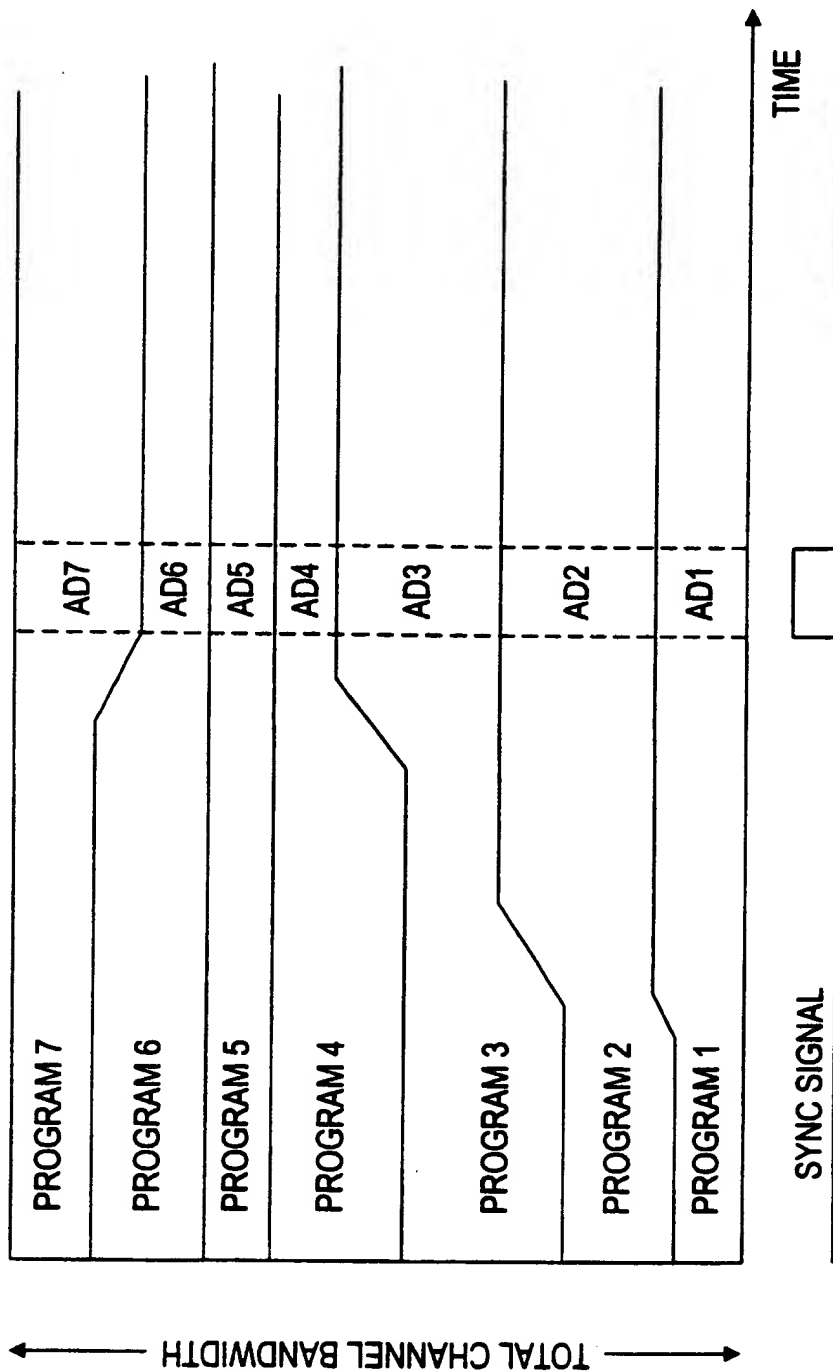 TOTAL CHANNEL BANDWIDTH
PROGRAM 7
AD7
PROGRAM 6
AD6
PROGRAM 5
AD5
PROGRAM 4
AD4
PROGRAM 3
AD3
PROGRAM 2
AD2
PROGRAM 1
AD1
TIME
SYNC SIGNAL